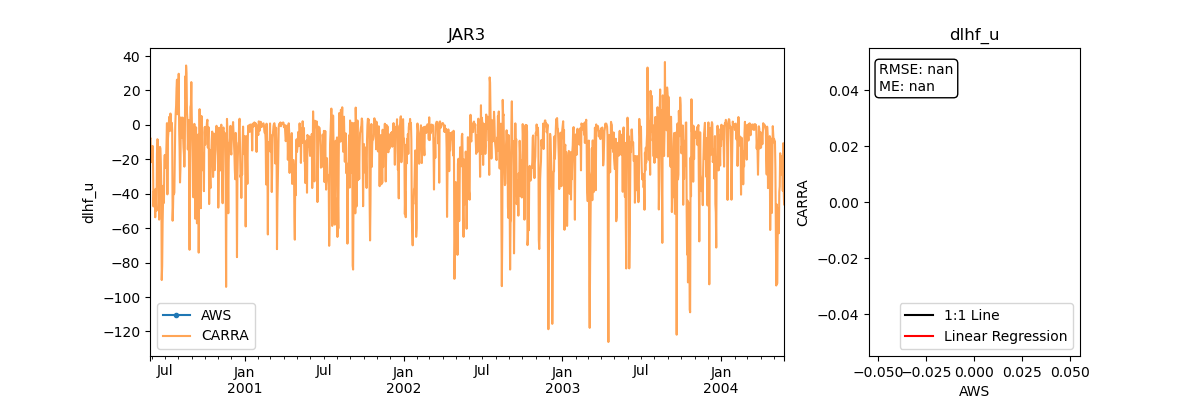 JAR3
dlhf_u
40
20
0
−20
−40
−60
−80
−100
−120
dlhf_u
AWS
CARRA
Jul
Jan
2001
Jul
Jan
2002
Jul
Jan
2003
Jul
Jan
2004
dlhf_u
RMSE: nan
ME: nan
0.04
0.02
0.00
−0.02
−0.04
CARRA
1:1 Line
Linear Regression
−0.050 −0.025 0.000 0.025 0.050
AWS